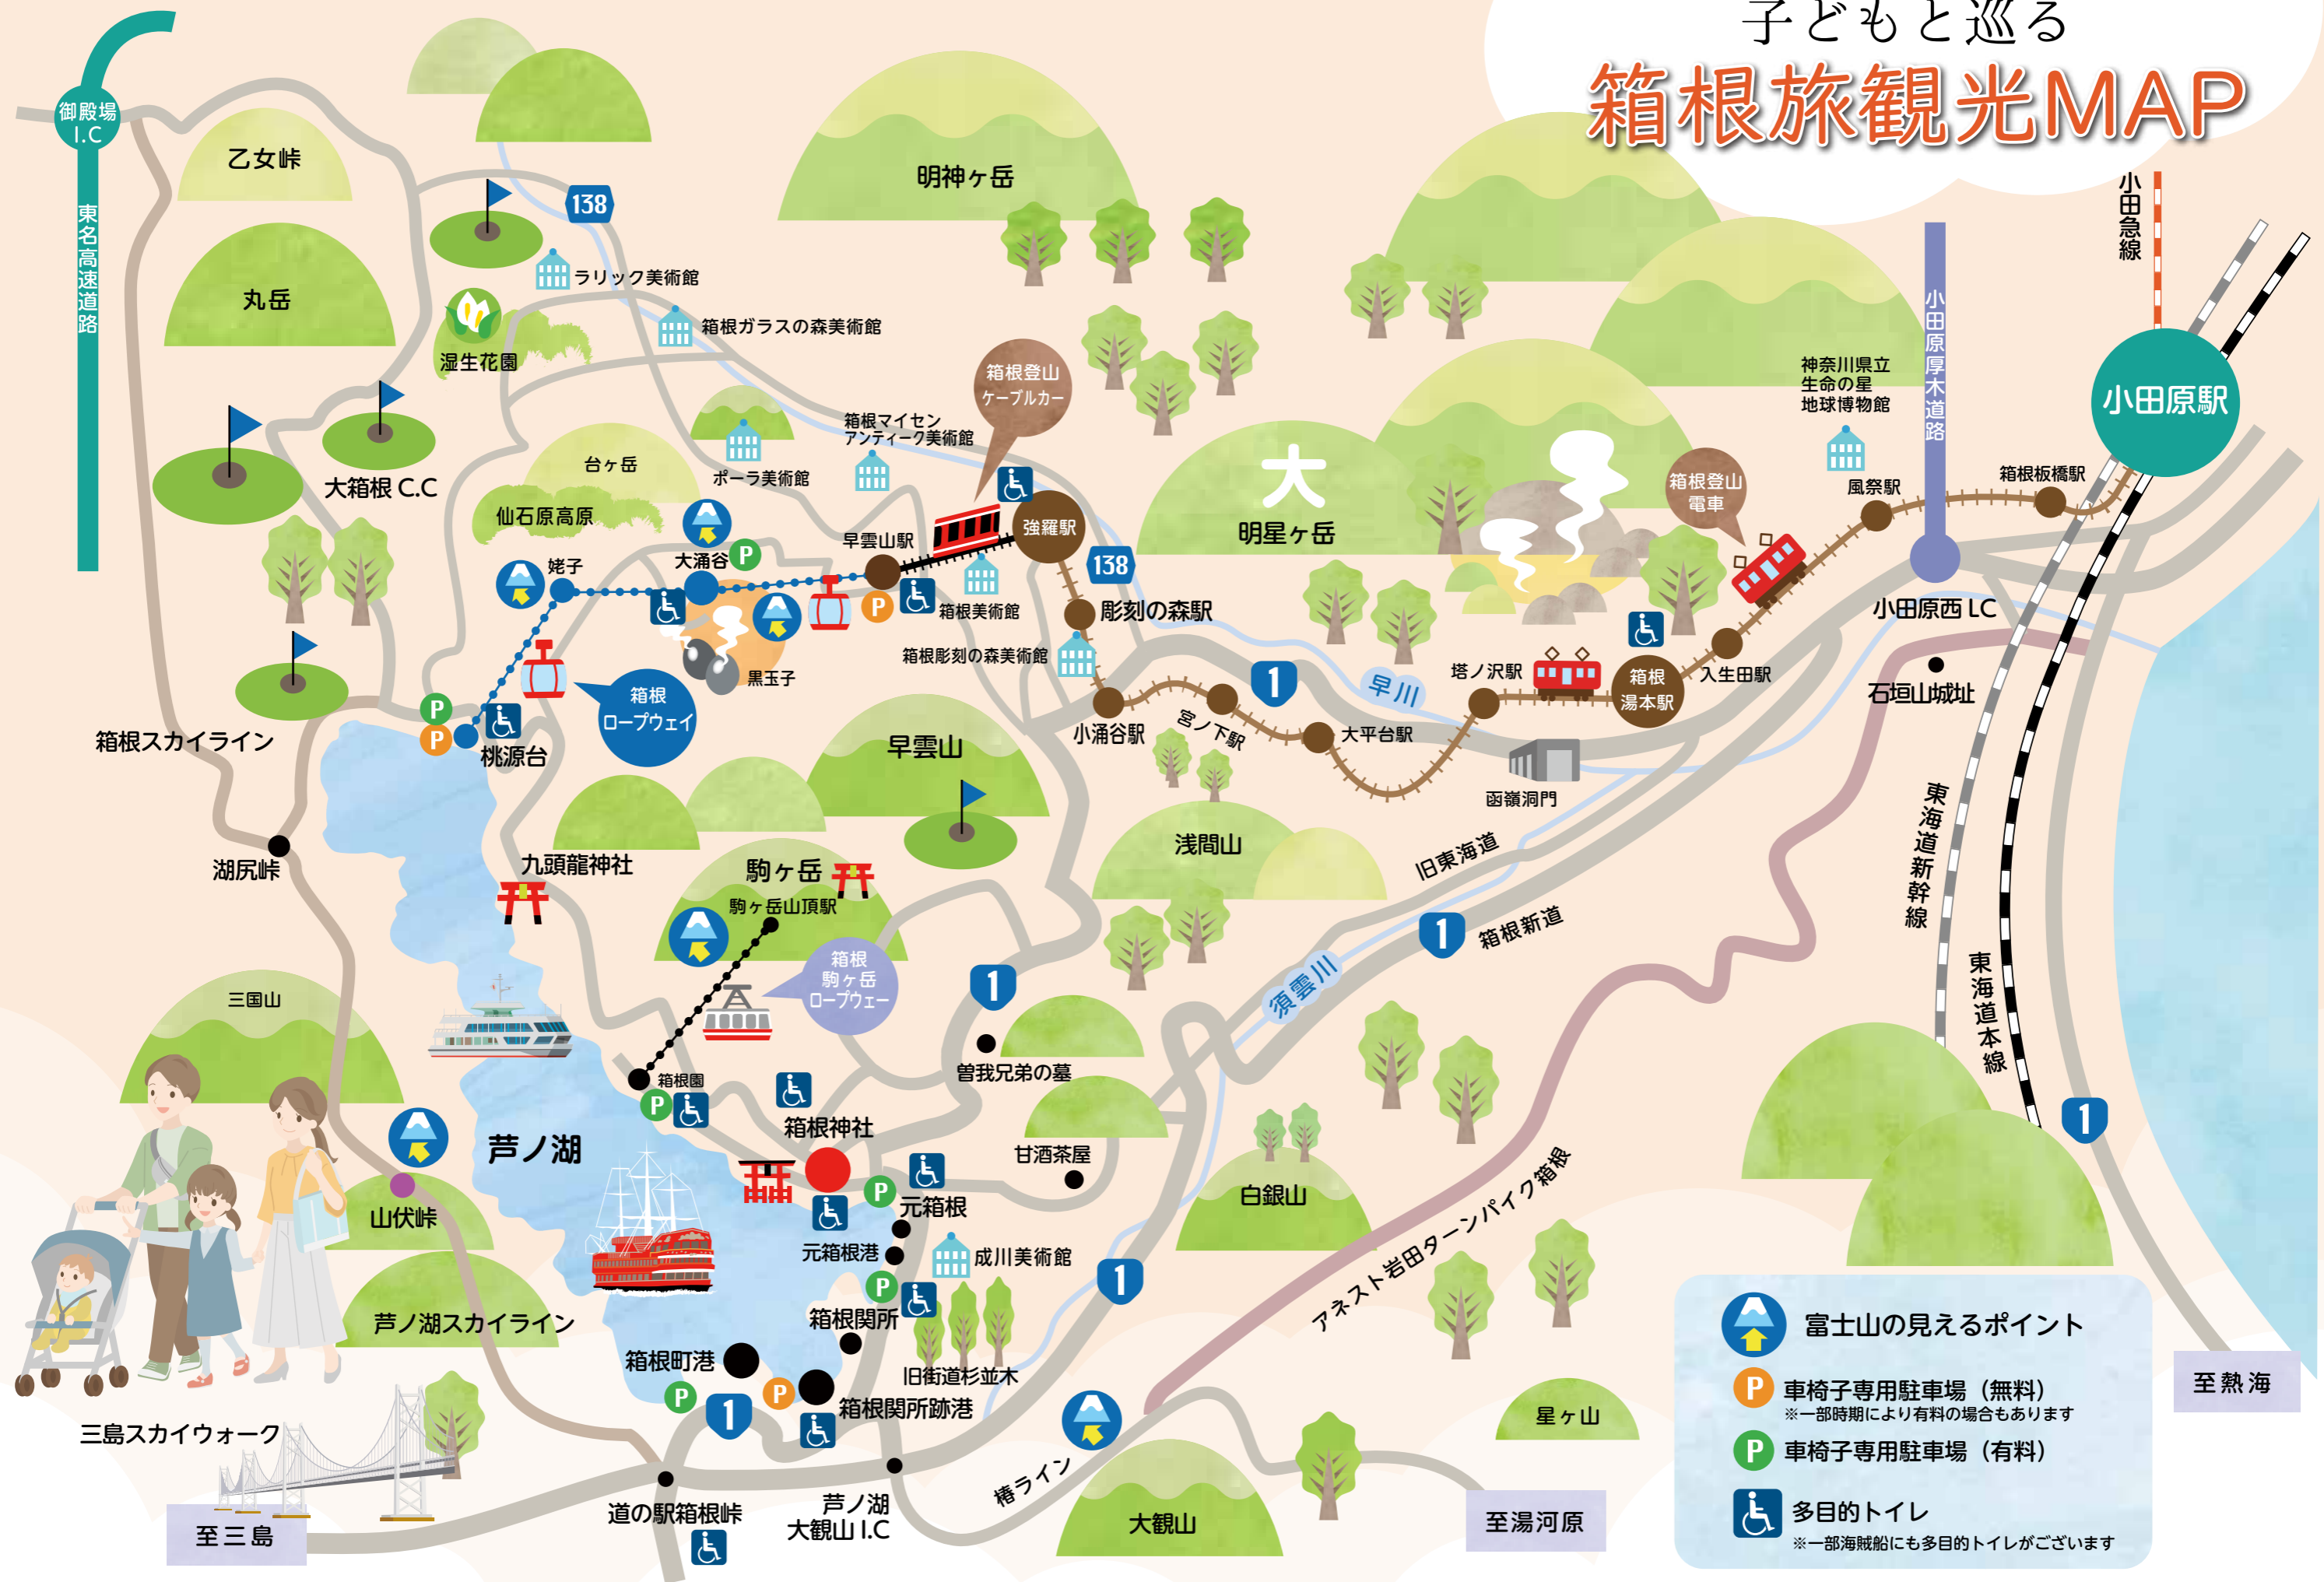 子どもと巡る
箱根旅観光MAP
御殿場
I.C
東名高速道路
乙女峠
丸岳
138
ラリック美術館
湿生花園
箱根ガラスの森美術館
明神ヶ岳
大箱根 C.C
台ヶ岳
仙石原高原
ポーラ美術館
箱根マイセン
アンティーク美術館
箱根登山
ケーブルカー
大
明星ヶ岳
箱根登山
電車
神奈川県立
生命の星
地球博物館
小田原厚木道路
小田急線
小田原駅
箱根板橋駅
風祭駅
小田原西 I.C
石垣山城址
入生田駅
箱根
湯本駅
塔ノ沢駅
函嶺洞門
大平台駅
早川
1
宮ノ下駅
小涌谷駅
彫刻の森駅
箱根彫刻の森美術館
138
強羅駅
早雲山駅
箱根美術館
P
大涌谷
P
黒玉子
姥子
箱根
ロープウェイ
P
P
桃源台
箱根スカイライン
湖尻峠
早雲山
九頭龍神社
駒ヶ岳
駒ヶ岳山頂駅
箱根
駒ヶ岳
ロープウェー
浅間山
旧東海道
1
箱根新道
須雲川
東海道新幹線
東海道本線
三国山
1
曽我兄弟の墓
箱根園
P
箱根神社
芦ノ湖
甘酒茶屋
P
元箱根
元箱根港
成川美術館
P
箱根関所
旧街道杉並木
白銀山
1
アネスト岩田ターンパイク箱根
1
山伏峠
芦ノ湖スカイライン
箱根町港
P
1
P
箱根関所跡港
三島スカイウォーク
至三島
道の駅箱根峠
芦ノ湖
大観山 I.C
椿ライン
大観山
星ヶ山
至湯河原
至熱海
富士山の見えるポイント
P
車椅子専用駐車場（無料）
※一部時期により有料の場合もあります
P
車椅子専用駐車場（有料）
多目的トイレ
※一部海賊船にも多目的トイレがございます